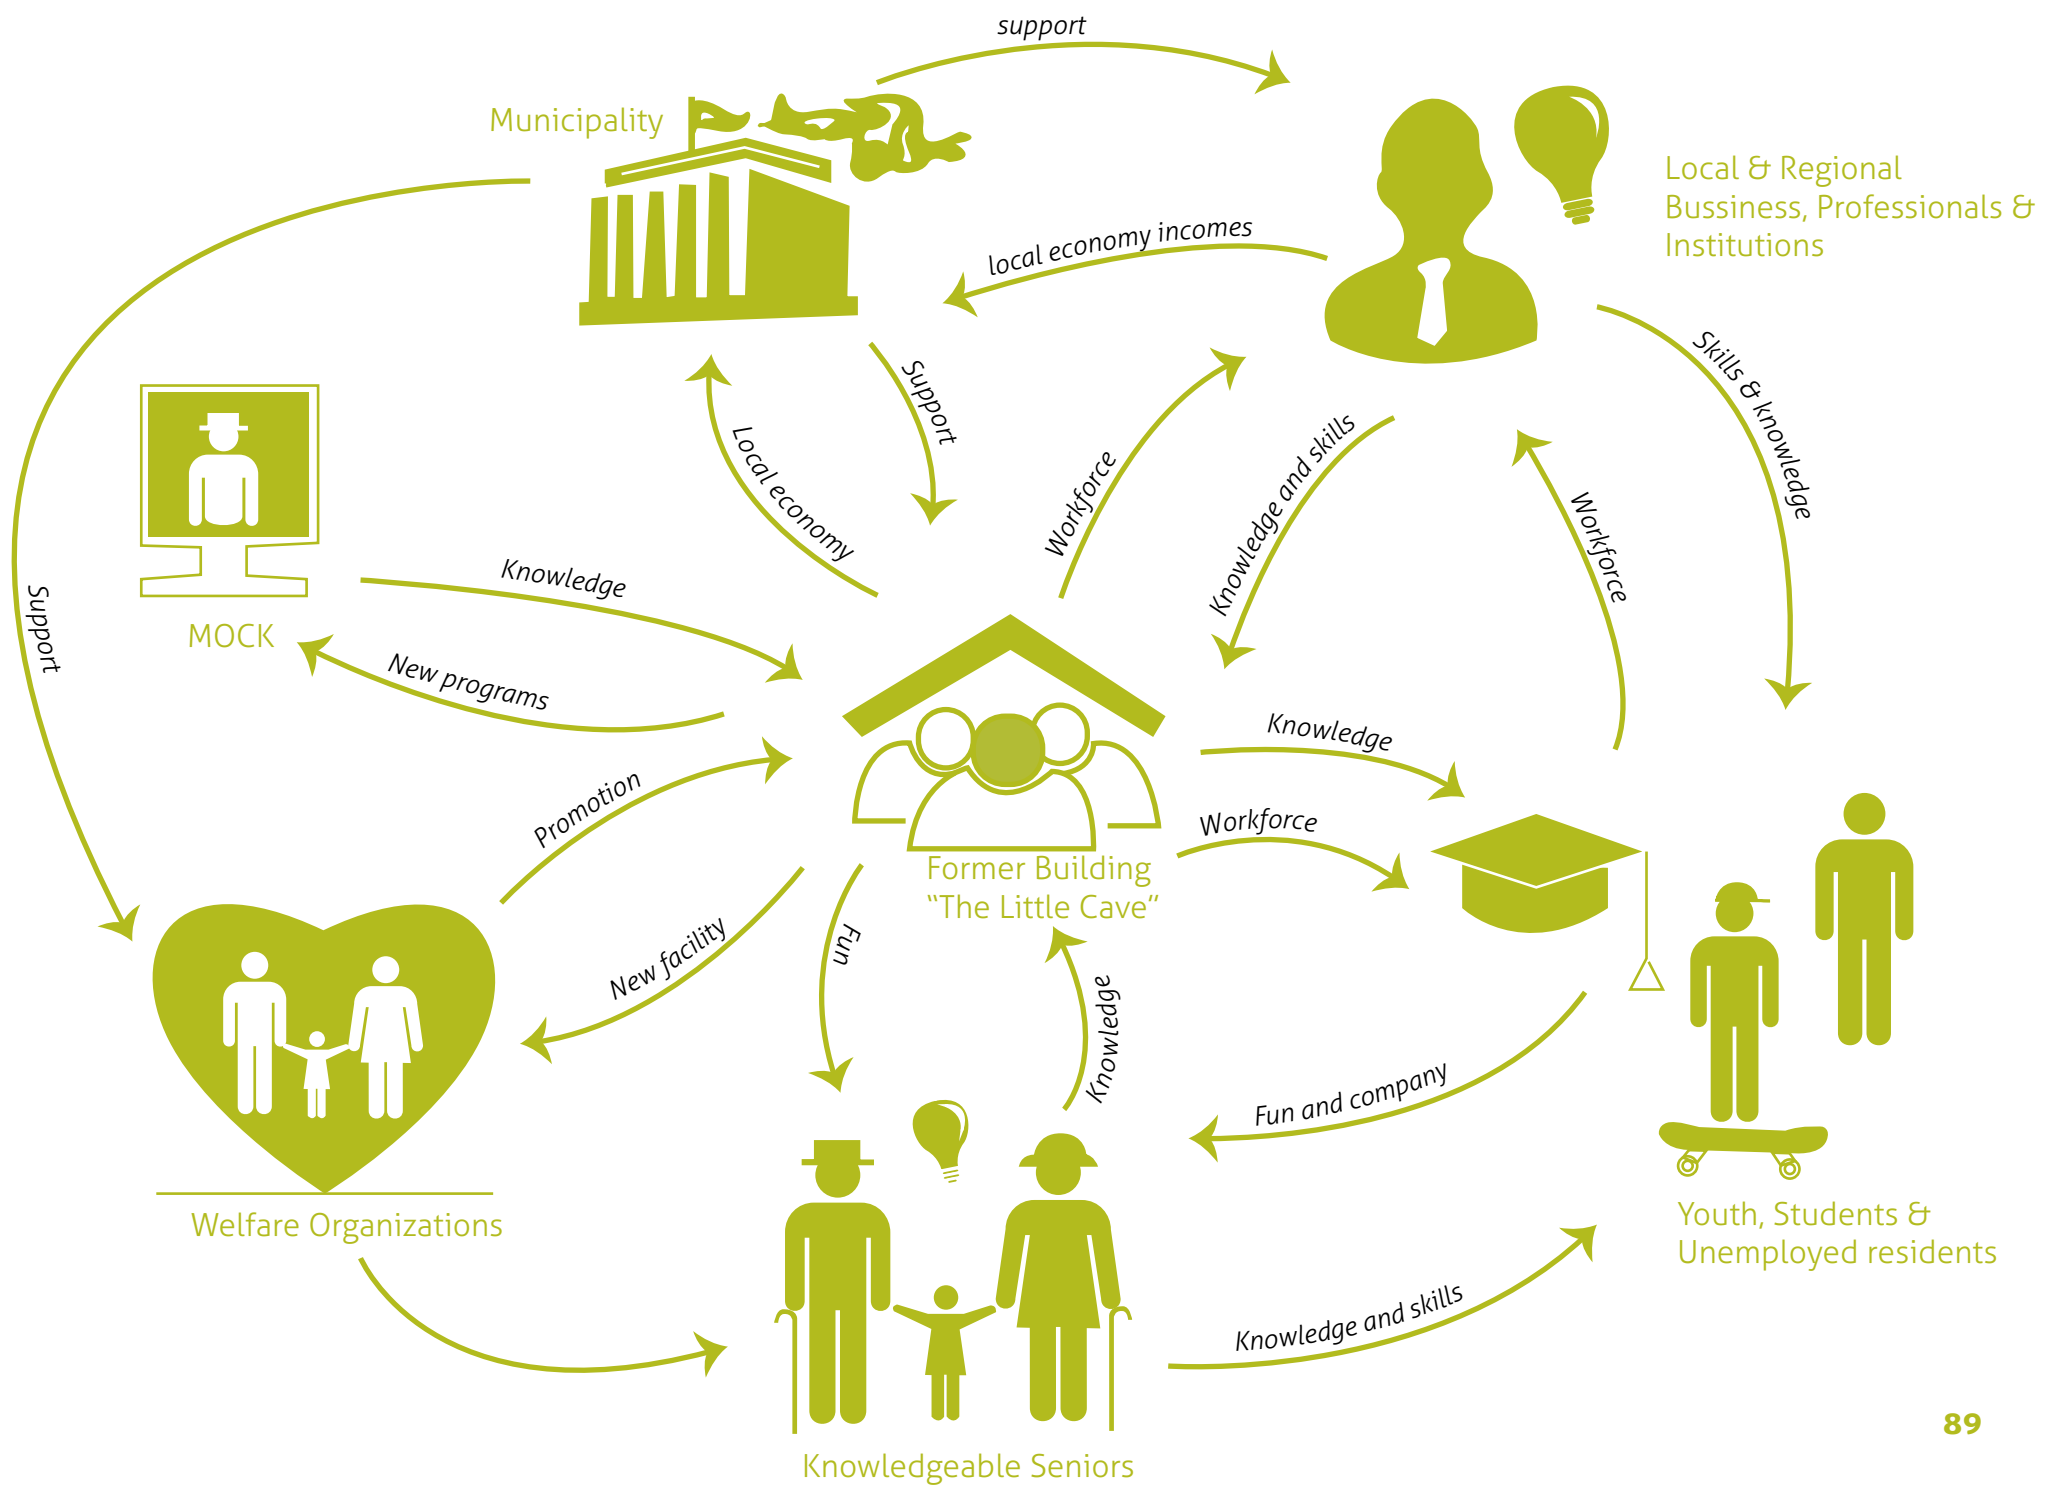 support
Municipality
Local & Regional
Bussiness, Professionals &
Institutions
local economy incomes
Support
Skills & knowledge
Local economy
Workforce
Knowledge and skills
Workforce
Knowledge
Support
MOCK
New programs
Knowledge
Promotion
Workforce
Former Building
“The Little Cave“
New facility
Fun
Knowledge
Fun and company
Welfare Organizations
Youth, Students &
Unemployed residents
Knowledge and skills
89
Knowledgeable Seniors